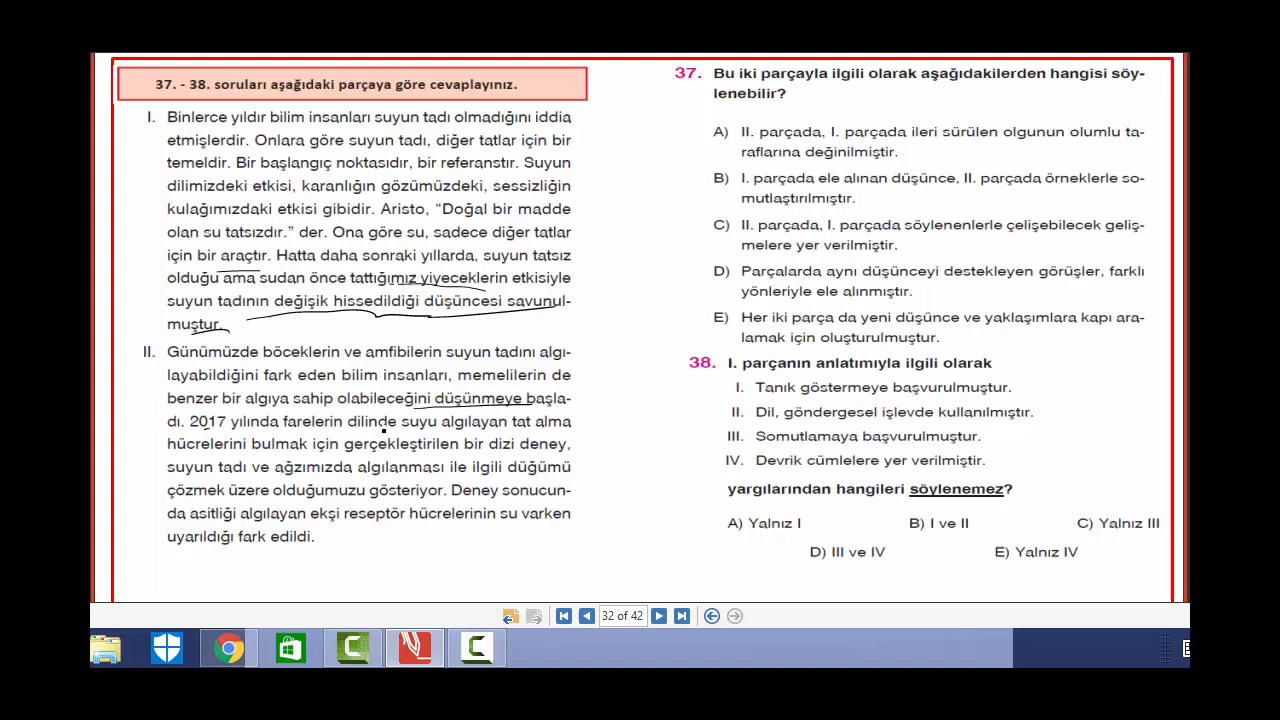 37. - 38. soruları aşağıdaki parçaya göre cevaplayınız.
I. Binlerce yıldır bilim insanları suyun tadı olmadığını iddia
etmişlerdir. Onlara göre suyun tadı, diğer tatlar için bir
temeldir. Bir başlangıç noktasıdır, bir referanstır. Suyun
dilimizdeki etkisi, karanlığın gözümüzdeki, sessizliğin
kulağımızdaki etkisi gibidir. Aristo, “Doğal bir madde
olan su tatsızdır.” der. Ona göre su, sadece diğer tatlar
için bir araçtır. Hatta daha sonraki yıllarda, suyun tatsız
olduğu ama sudan önce tattığımız yiyeceklerin etkisiyle
suyun tadının değişik hissedildiği düşüncesi savunul-
muştur.
II. Günümüzde böceklerin ve amfibilerin suyun tadını algı-
layabildiğini fark eden bilim insanları, memelilerin de
benzer bir algıya sahip olabileceğini düşünmeye başla-
dı. 2017 yılında farelerin dilinde suyu algılayan tat alma
hücrelerini bulmak için gerçekleştirilen bir dizi deney,
suyun tadı ve ağzımızda algılanması ile ilgili düğümü
çözmek üzere olduğumuzu gösteriyor. Deney sonucun-
da asitliği algılayan ekşi reseptör hücrelerinin su varken
uyarıldığı fark edildi.
37. Bu iki parçayla ilgili olarak aşağıdakilerden hangisi söy-
lenebilir?
A) II. parçada, I. parçada ileri sürülen olgunun olumlu ta-
raflarına değinilmiştir.
B) I. parçada ele alınan düşünce, II. parçada örneklerle so-
mutlaştırılmıştır.
C) II. parçada, I. parçada söylenenlerle çelişebilecek geliş-
melere yer verilmiştir.
D) Parçalarda aynı düşünceyi destekleyen görüşler, farklı
yönleriyle ele alınmıştır.
E) Her iki parça da yeni düşünce ve yaklaşımlara kapı ara-
lamak için oluşturulmuştur.
38. I. parçanın anlatımıyla ilgili olarak
I. Tanık göstermeye başvurulmuştur.
II. Dil, göndergesel işlevde kullanılmıştır.
III. Somutlamaya başvurulmuştur.
IV. Devrik cümlelere yer verilmiştir.
yargılarından hangileri söylenemez?
A) Yalnız I B) I ve II C) Yalnız III
D) III ve IV E) Yalnız IV
32 of 42